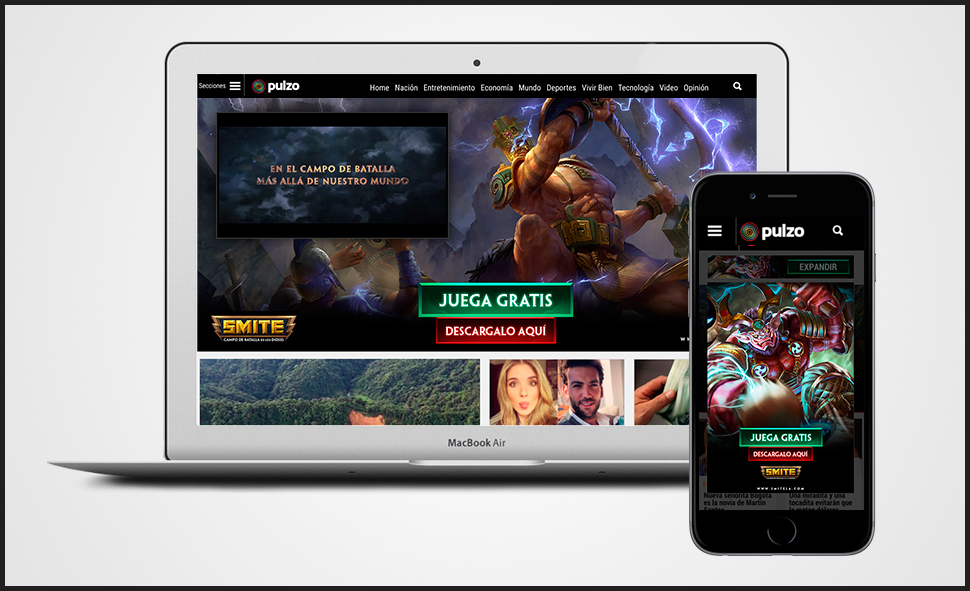 Secciones
pulzo
Home Nación Entretenimiento Economía Mundo Deportes Vivir Bien Tecnología Video Opinión
EN EL CAMPO DE BATALLA
MÁS ALLÁ DE NUESTRO MUNDO
JUEGA GRATIS
DESCARGALO AQUÍ
SMITE
CAMPO DE BATALLA DE LOS DIOSES
W W
MacBook Air
pulzo
EXPANDIR
JUEGA GRATIS
DESCARGALO AQUÍ
SMITE
WWW.SMITELA.COM
Nueva señorita Bogotá
es la novia de Martín
Una miradita y una
tocadita evitarán que